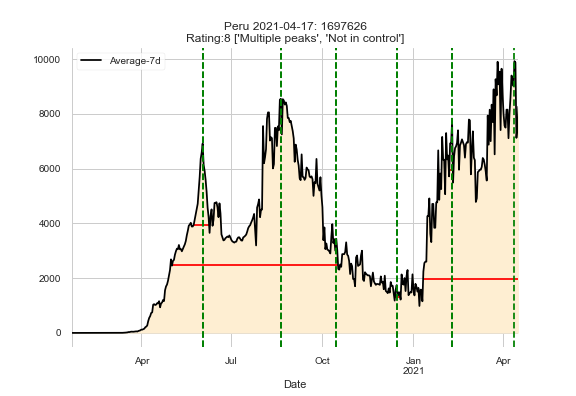 Peru 2021-04-17: 1697626
Rating:8 ['Multiple peaks', 'Not in control']
Average-7d
10000
8000
6000
4000
2000
0
Apr
Jul
Oct
Jan
2021
Apr
Date